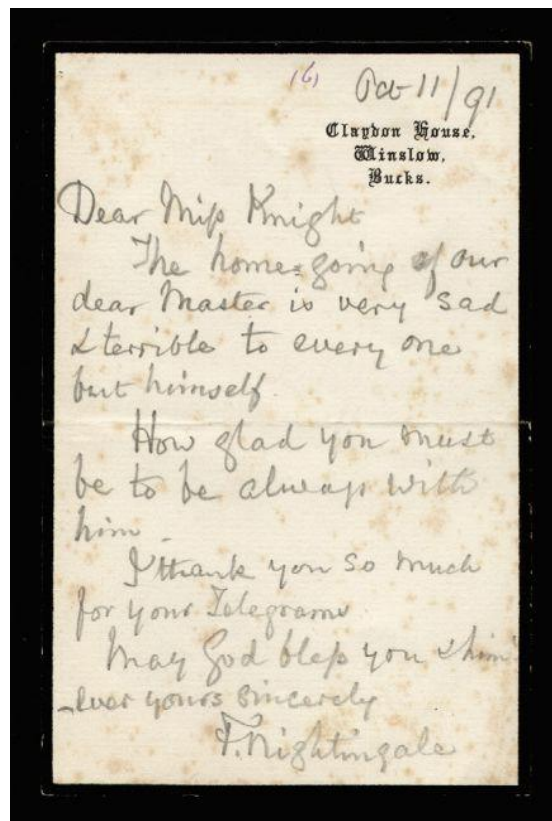 (6)
Oct 11/91
Claydon House,
Winslow,
Bucks.
Dear Miss Knight
The home-going of our
dear Master is very sad
& terrible to every one
but himself
How glad you must
be to be always with
him -
I thank you so much
for your Telegrams
May God bless you & him
ever yours sincerely
F. Nightingale